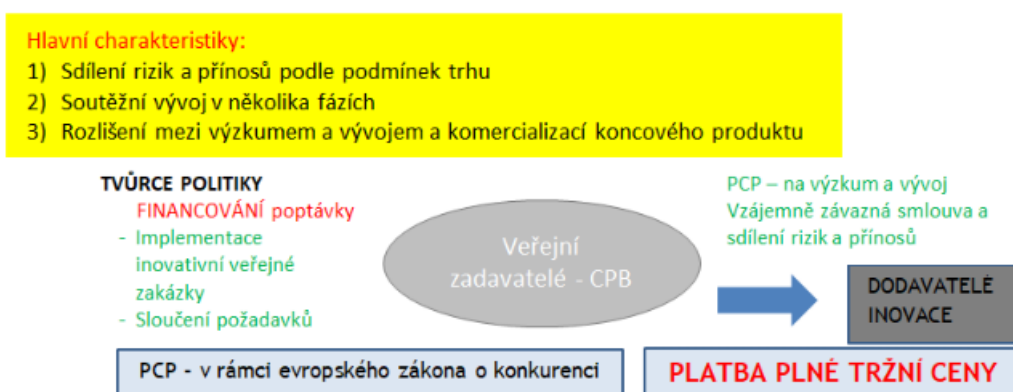 Hlavní charakteristiky:
1) Sdílení rizik a přínosů podle podmínek trhu
2) Soutěžní vývoj v několika fázích
3) Rozlišení mezi výzkumem a vývojem a komercializací koncového produktu
TVŮRCE POLITIKY
FINANCOVÁNÍ poptávky
- Implementace
inovativní veřejné
zakázky
- Sloučení požadavků
Veřejní
zadavatelé - CPB
PCP – na výzkum a vývoj
Vzájemně závazná smlouva a
sdílení rizik a přínosů
DODAVATELÉ
INOVACE
PCP - v rámci evropského zákona o konkurenci
PLATBA PLNÉ TRŽNÍ CENY